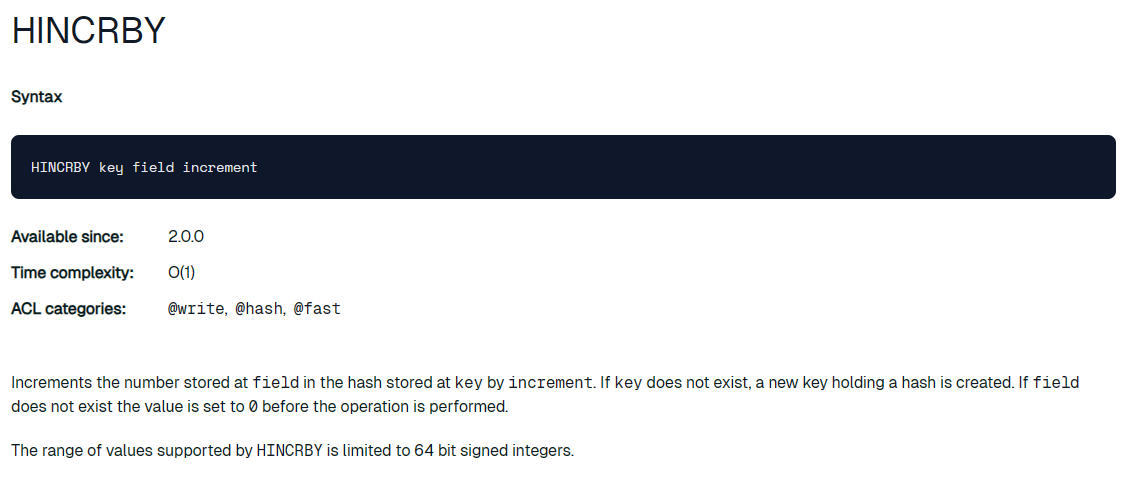 HINCRBY
Syntax
HINCRBY key field increment
Available since: 2.0.0
Time complexity: O(1)
ACL categories: @write, @hash, @fast
Increments the number stored at field in the hash stored at key by increment. If key does not exist, a new key holding a hash is created. If field
does not exist the value is set to 0 before the operation is performed.
The range of values supported by HINCRBY is limited to 64 bit signed integers.